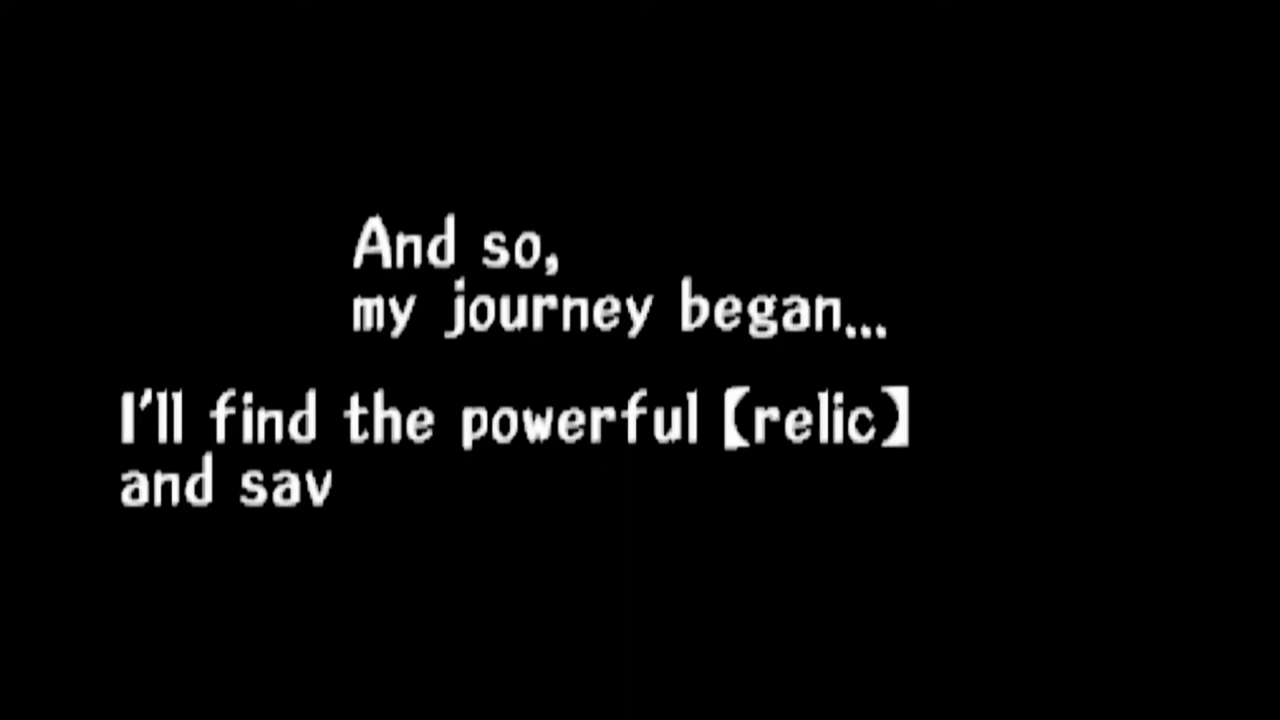 And so,
my journey began...
I'll find the powerful【relic】
and sav